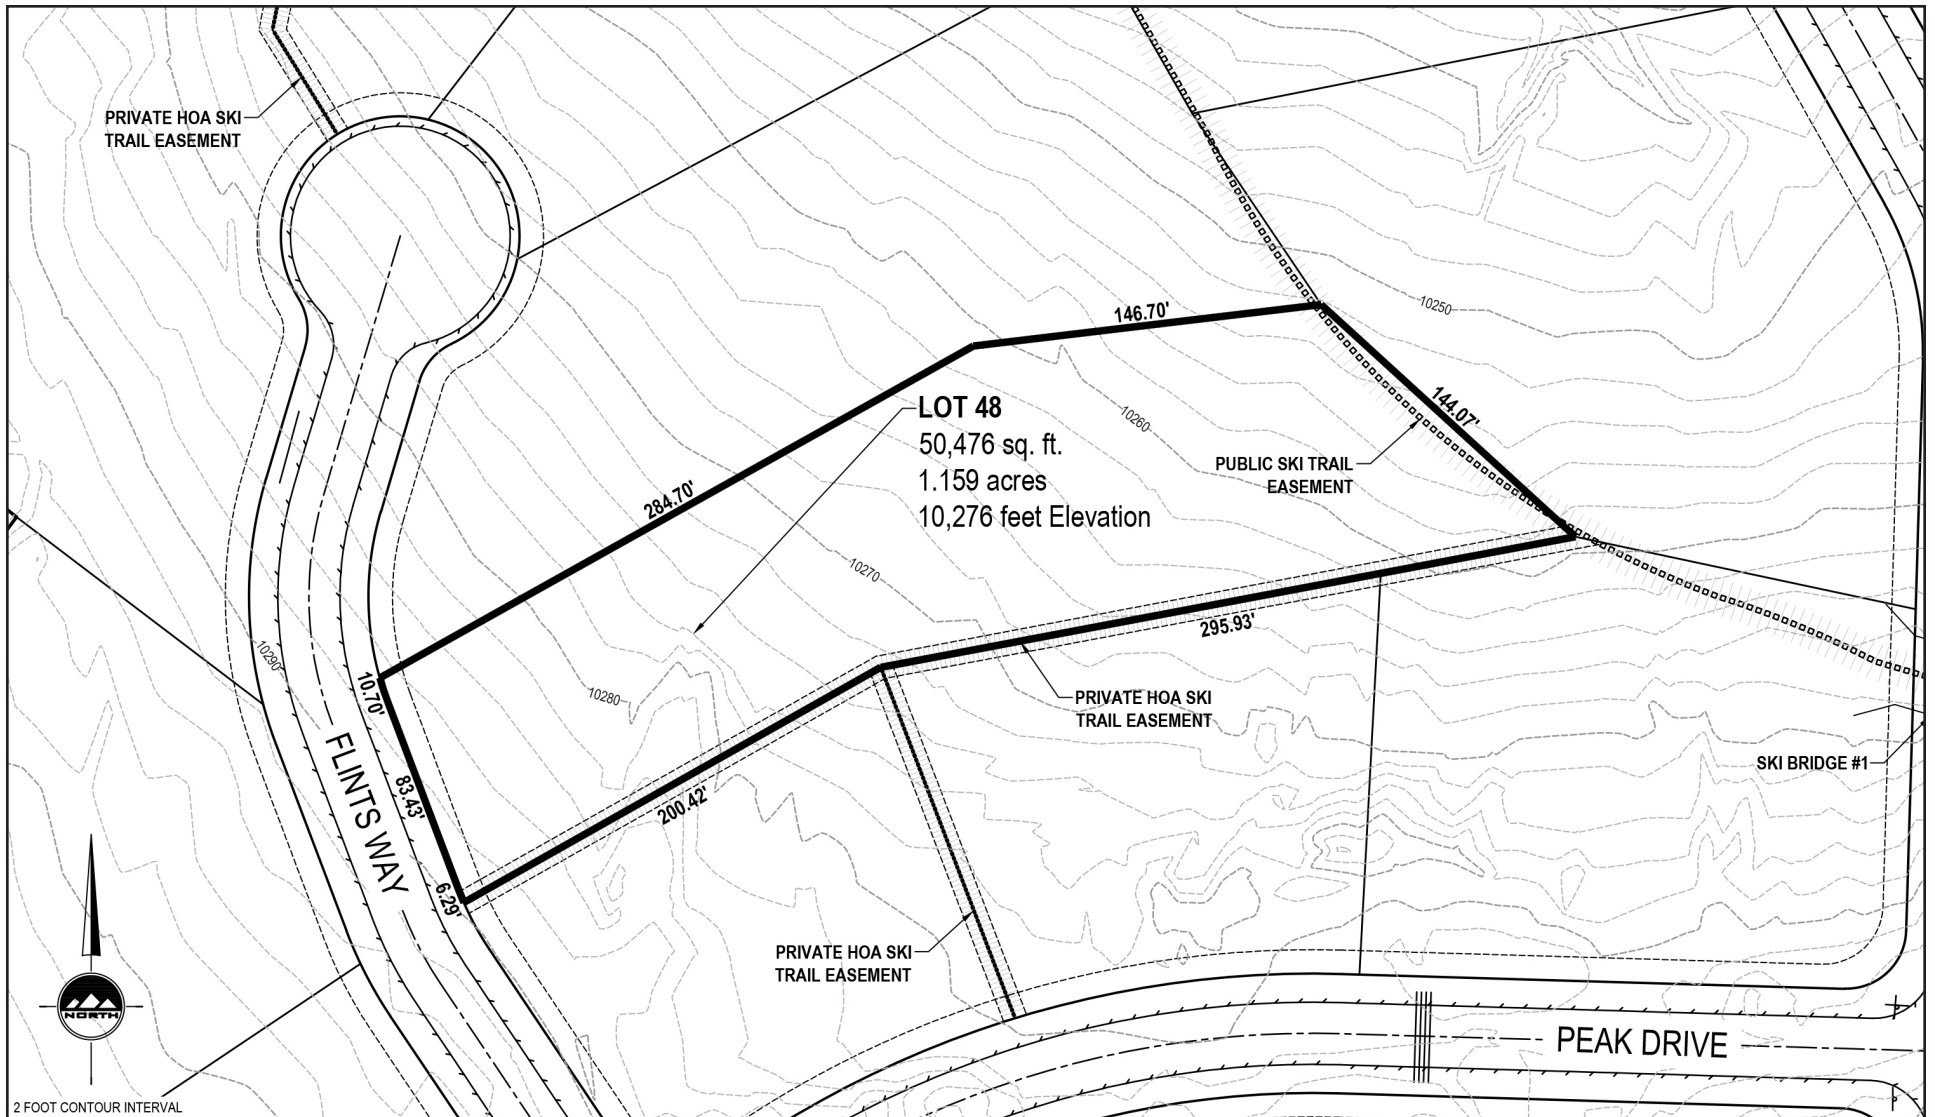 PRIVATE HOA SKI
TRAIL EASEMENT
10250
146.70'
144.07'
10260
LOT 48
50,476 sq. ft.
1.159 acres
10,276 feet Elevation
PUBLIC SKI TRAIL
EASEMENT
284.70'
10270
295.93'
10290
10.70'
10280
PRIVATE HOA SKI
TRAIL EASEMENT
SKI BRIDGE #1
FLINTS WAY
83.43'
200.42'
6.29'
PRIVATE HOA SKI
TRAIL EASEMENT
NORTH
PEAK DRIVE
2 FOOT CONTOUR INTERVAL